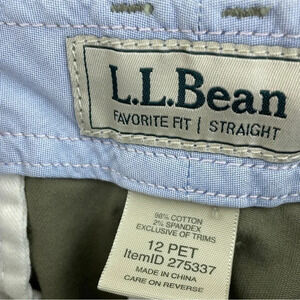 L.L.Bean
FAVORITE FIT | STRAIGHT
98% COTTON
2% SPANDEX
EXCLUSIVE OF TRIMS
12 PET
ItemID 275337
MADE IN CHINA
CARE ON REVERSE